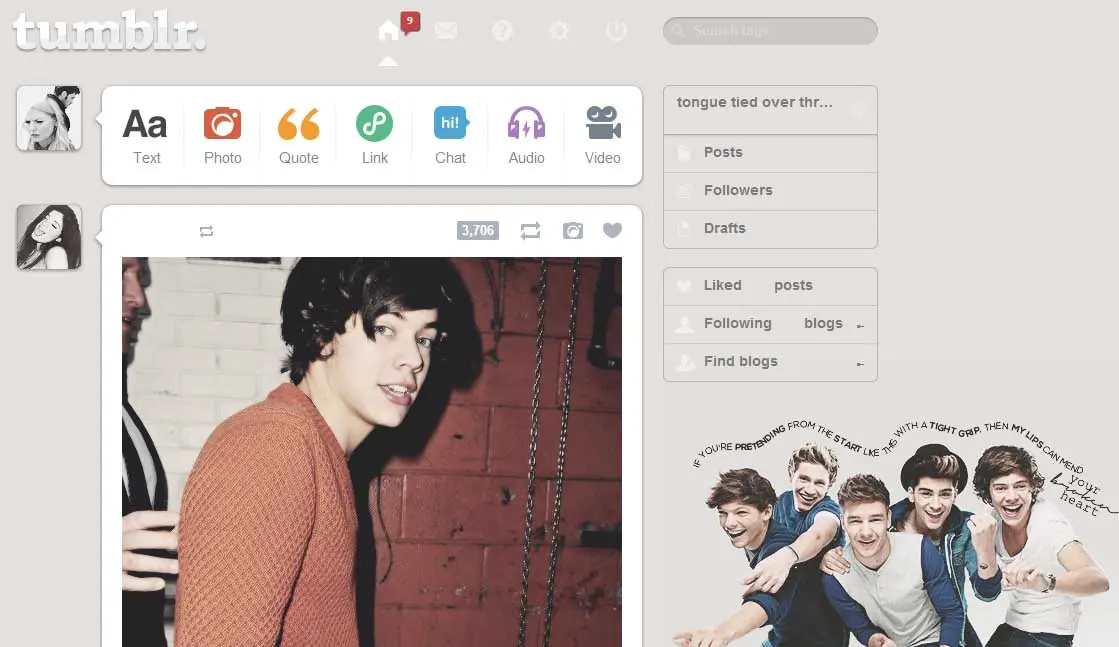 tumblr.
9
Search tags
Aa
Text
Photo
Quote
Link
hi!
Chat
Audio
Video
tongue tied over thr...
Posts
Followers
Drafts
3,706
Liked posts
Following blogs
Find blogs
IF YOU'RE PRETENDING FROM THE START LIKE THIS WITH A TIGHT GRIP, THEN MY LIPS CAN MEND
your
broken
heart